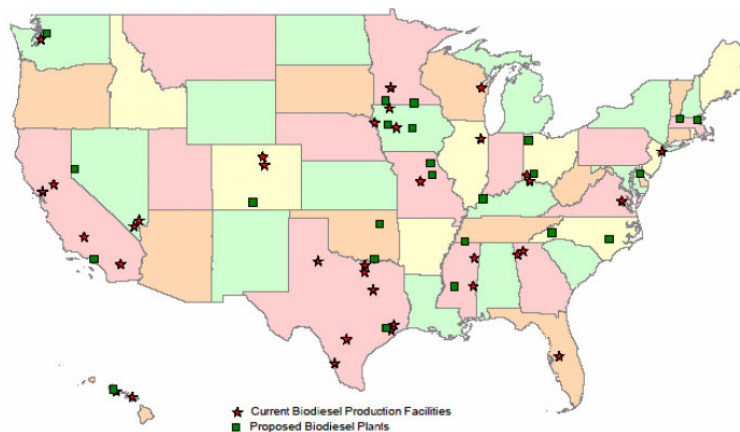 Current Biodiesel Production Facilities
Proposed Biodiesel Plants